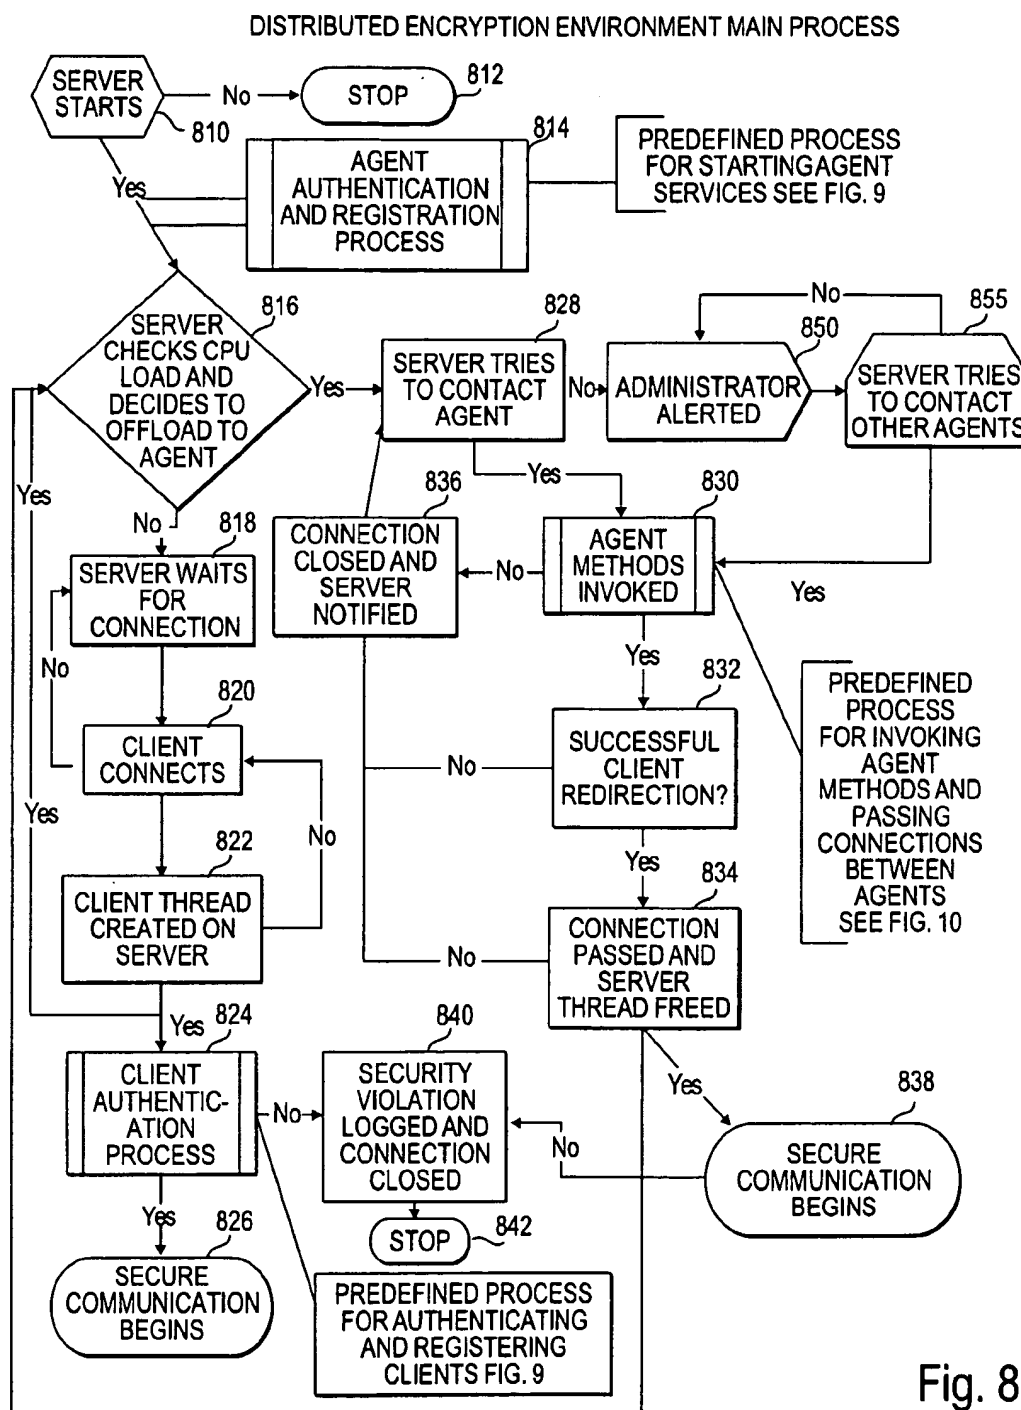 DISTRIBUTED ENCRYPTION ENVIRONMENT MAIN PROCESS
SERVER
STARTS
810
No
STOP
812
Yes
AGENT
AUTHENTICATION
AND REGISTRATION
PROCESS
814
PREDEFINED PROCESS
FOR STARTINGAGENT
SERVICES SEE FIG. 9
SERVER
CHECKS CPU
LOAD AND
DECIDES TO
OFFLOAD TO
AGENT
816
Yes
SERVER TRIES
TO CONTACT
AGENT
828
No
ADMINISTRATOR
ALERTED
850
No
SERVER TRIES
TO CONTACT
OTHER AGENTS
855
Yes
Yes
No
SERVER WAITS
FOR
CONNECTION
818
CONNECTION
CLOSED AND
SERVER
NOTIFIED
836
No
Yes
AGENT
METHODS
INVOKED
830
Yes
No
CLIENT
CONNECTS
820
Yes
SUCCESSFUL
CLIENT
REDIRECTION?
832
No
PREDEFINED
PROCESS
FOR INVOKING
AGENT
METHODS AND
PASSING
CONNECTIONS
BETWEEN
AGENTS
SEE FIG. 10
Yes
No
CLIENT THREAD
CREATED ON
SERVER
822
Yes
CONNECTION
PASSED AND
SERVER
THREAD FREED
834
No
Yes
CLIENT
AUTHENTIC-
ATION
PROCESS
824
No
SECURITY
VIOLATION
LOGGED AND
CONNECTION
CLOSED
840
No
Yes
SECURE
COMMUNICATION
BEGINS
838
STOP
842
Yes
SECURE
COMMUNICATION
BEGINS
826
PREDEFINED PROCESS
FOR AUTHENTICATING
AND REGISTERING
CLIENTS FIG. 9
Fig. 8